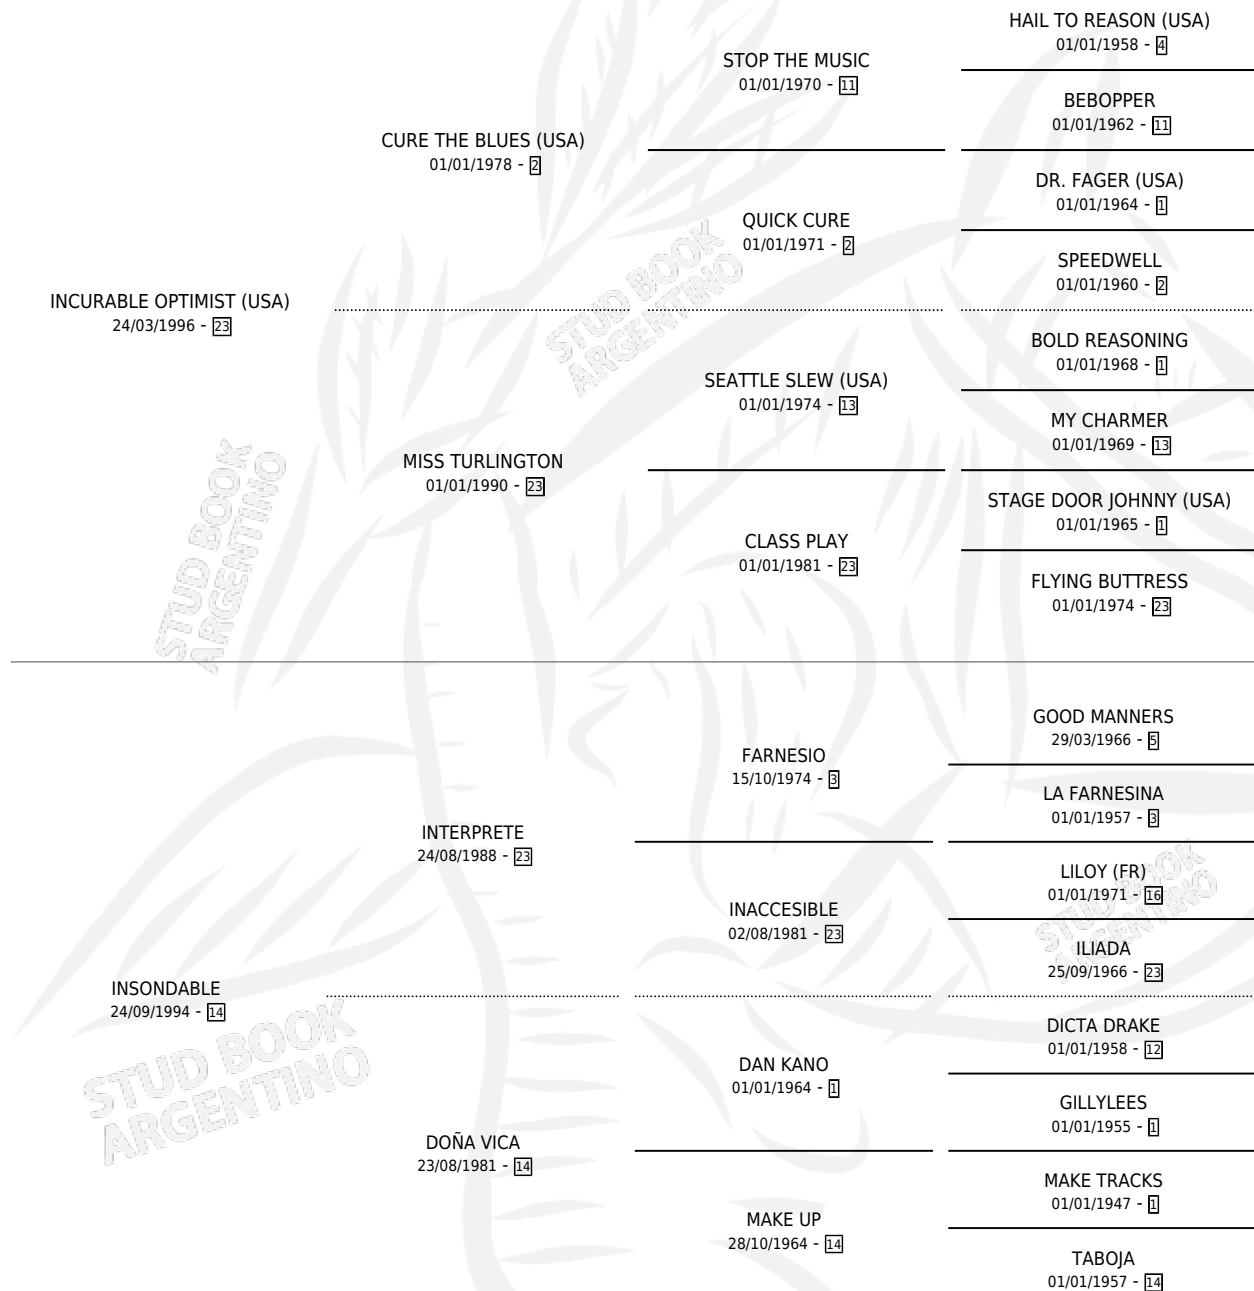 HAIL TO REASON (USA)
01/01/1958 - 4
STOP THE MUSIC
01/01/1970 - 11
BEBOPPER
01/01/1962 - 11
CURE THE BLUES (USA)
01/01/1978 - 2
DR. FAGER (USA)
01/01/1964 - 1
QUICK CURE
01/01/1971 - 2
SPEEDWELL
01/01/1960 - 2
INCURABLE OPTIMIST (USA)
24/03/1996 - 23
BOLD REASONING
01/01/1968 - 1
SEATTLE SLEW (USA)
01/01/1974 - 13
MY CHARMER
01/01/1969 - 13
MISS TURLINGTON
01/01/1990 - 23
STAGE DOOR JOHNNY (USA)
01/01/1965 - 1
CLASS PLAY
01/01/1981 - 23
FLYING BUTTRESS
01/01/1974 - 23
STUD BOOK
ARGENTINO
STUD BOOK
ARGENTINO
GOOD MANNERS
29/03/1966 - 5
FARNESIO
15/10/1974 - 3
LA FARNESINA
01/01/1957 - 3
INTERPRETE
24/08/1988 - 23
LILOY (FR)
01/01/1971 - 16
INACCESIBLE
02/08/1981 - 23
ILIADA
25/09/1966 - 23
STUD BOOK
ARGENTINO
INSONDABLE
24/09/1994 - 14
DICTA DRAKE
01/01/1958 - 12
DAN KANO
01/01/1964 - 1
GILLYLEES
01/01/1955 - 1
DOÑA VICA
23/08/1981 - 14
MAKE TRACKS
01/01/1947 - 1
MAKE UP
28/10/1964 - 14
TABOJA
01/01/1957 - 14
STUD BOOK
ARGENTINO